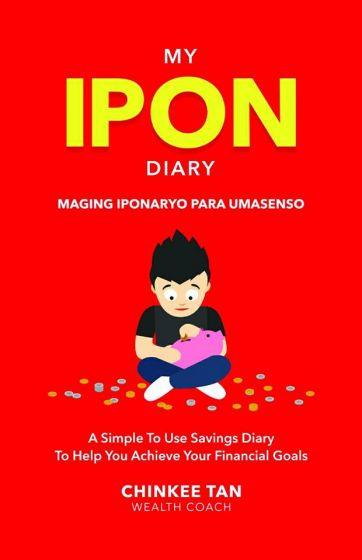 MY
IPON
DIARY
MAGING IPONARYO PARA UMASENSO
A Simple To Use Savings Diary
To Help You Achieve Your Financial Goals
CHINKEE TAN
WEALTH COACH